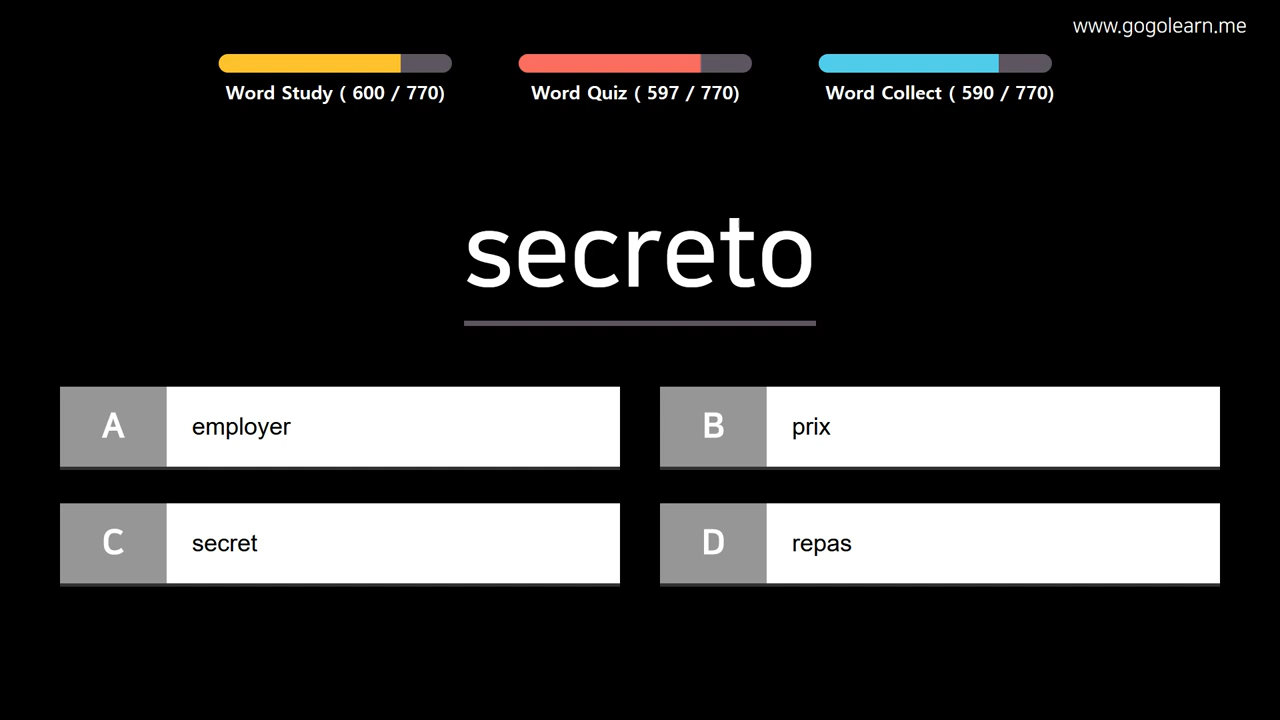 www.gogolearn.me
Word Study ( 600 / 770)
Word Quiz ( 597 / 770)
Word Collect ( 590 / 770)
secreto
A employer
B prix
C secret
D repas